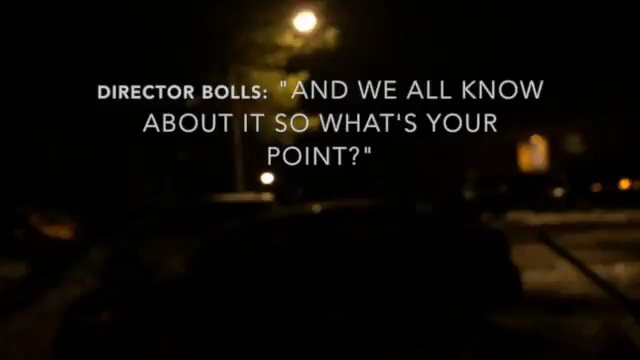 DIRECTOR BOLLS: "AND WE ALL KNOW
ABOUT IT SO WHAT'S YOUR
POINT?"